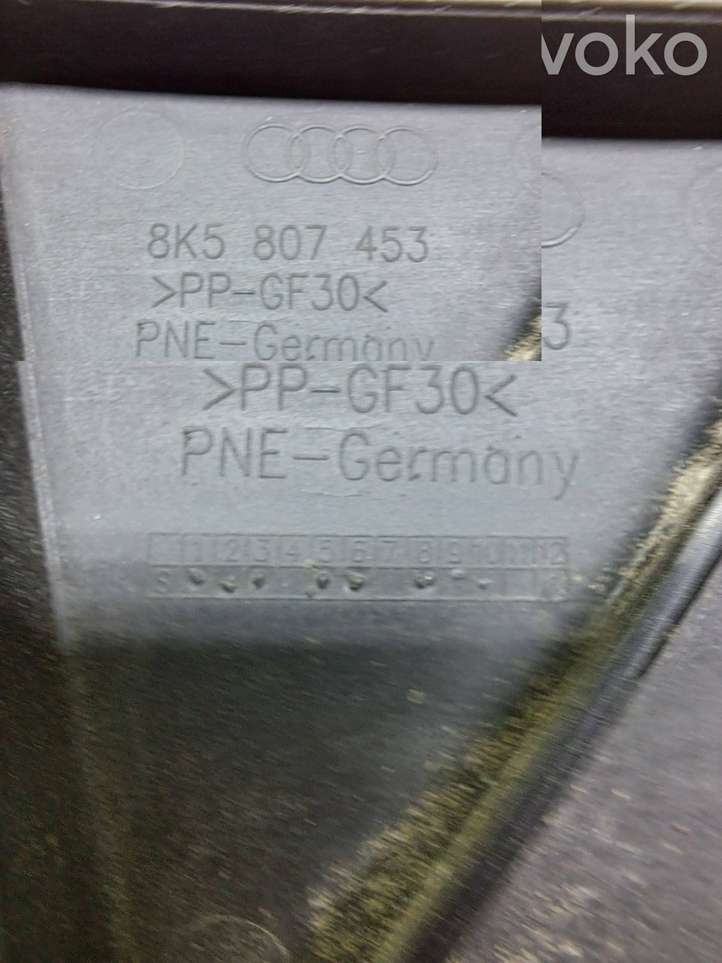 voko
8K5 807 453
>PP-GF30<
PNE-Germany
3
>PP-GF30<
PNE-Germany
1 2 3 4 5 6 7 8 9 10 11 12